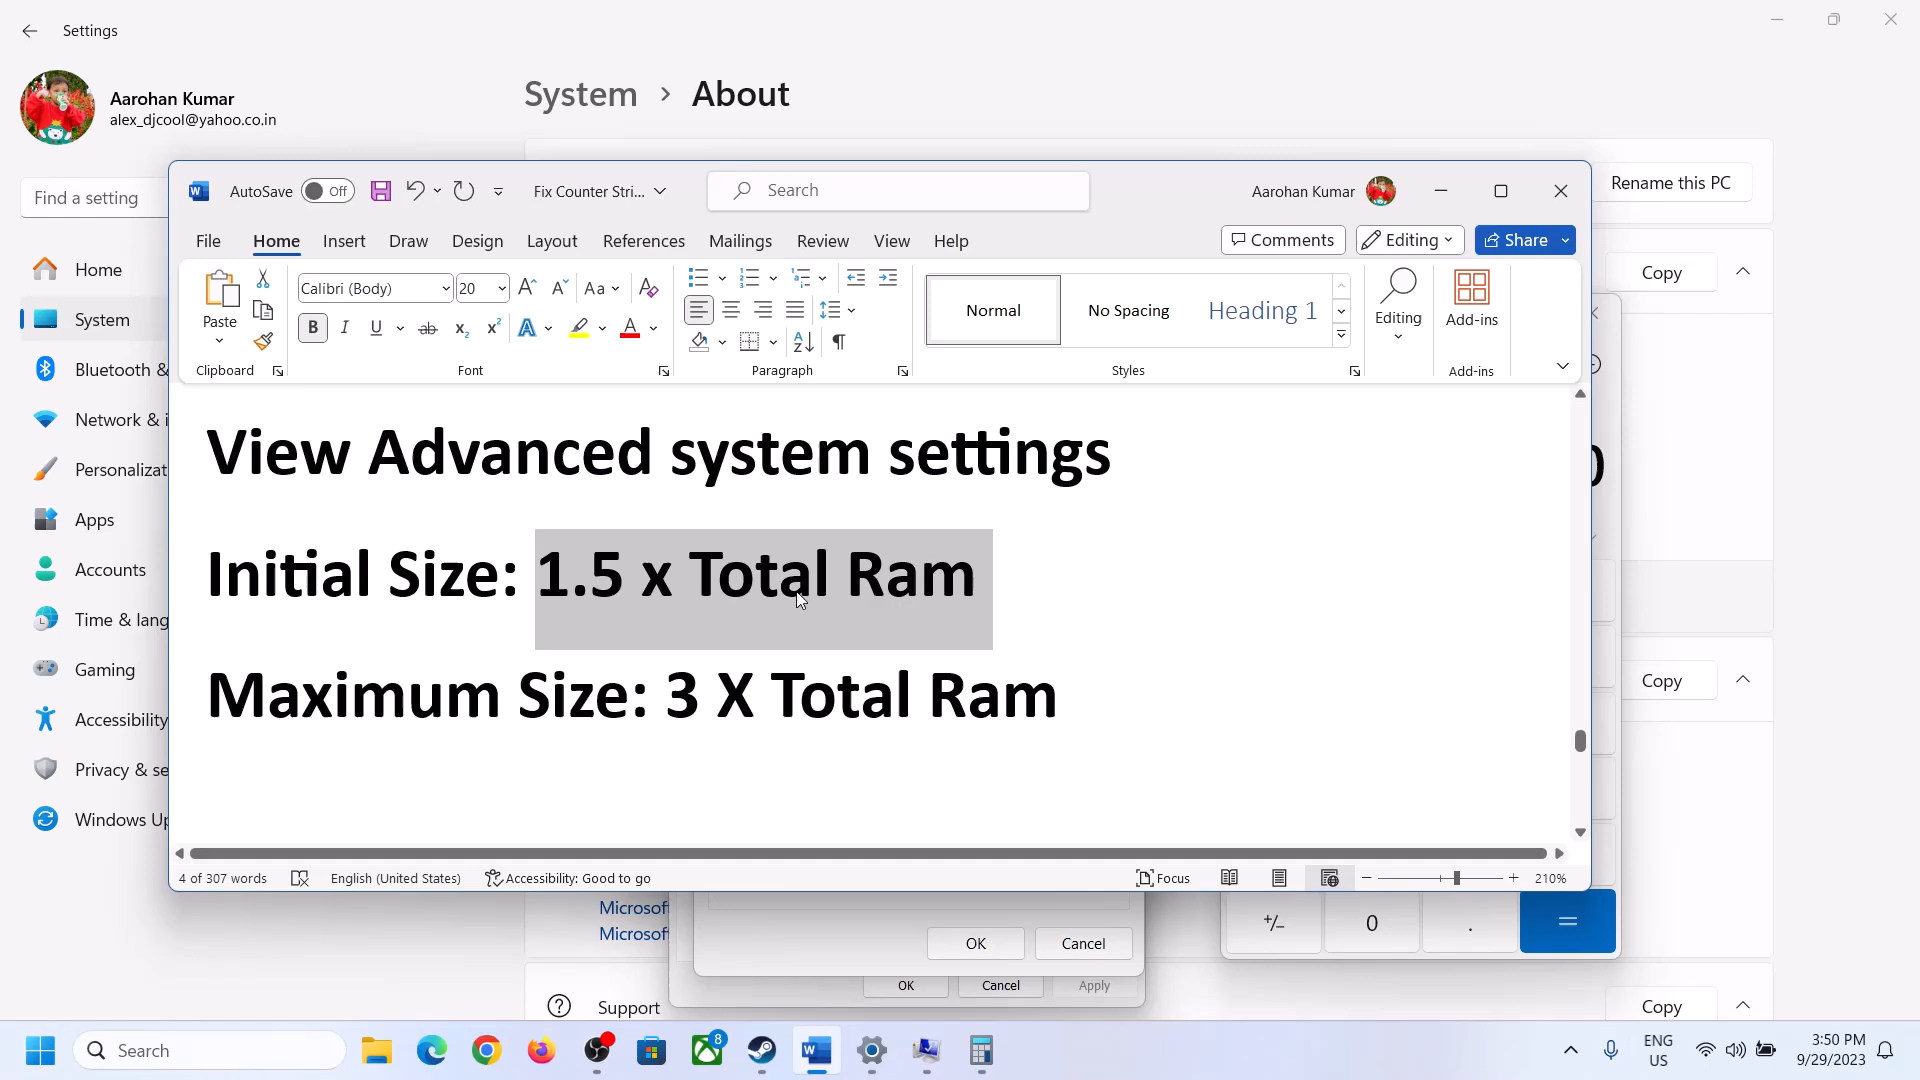 Settings
Aarohan Kumar
alex_djcool@yahoo.co.in
System > About
Find a setting
Rename this PC
Home
System
Bluetooth &
Network & i
Personalizat
Apps
Accounts
Time & lang
Gaming
Accessibility
Privacy & se
Windows Up
AutoSave Off
Fix Counter Stri...
Search
Aarohan Kumar
File Home Insert Draw Design Layout References Mailings Review View Help
Comments Editing Share
Paste
Calibri (Body) 20
Normal No Spacing Heading 1
Editing Add-ins
Clipboard Font Paragraph Styles Add-ins
View Advanced system settings
Initial Size: 1.5 x Total Ram
Maximum Size: 3 X Total Ram
4 of 307 words English (United States) Accessibility: Good to go Focus 210%
Copy
Copy
Copy
0
Microsof
Microsof
OK Cancel
OK Cancel Apply
+/- 0 . =
Support
Search
8
ENG
US
3:50 PM
9/29/2023